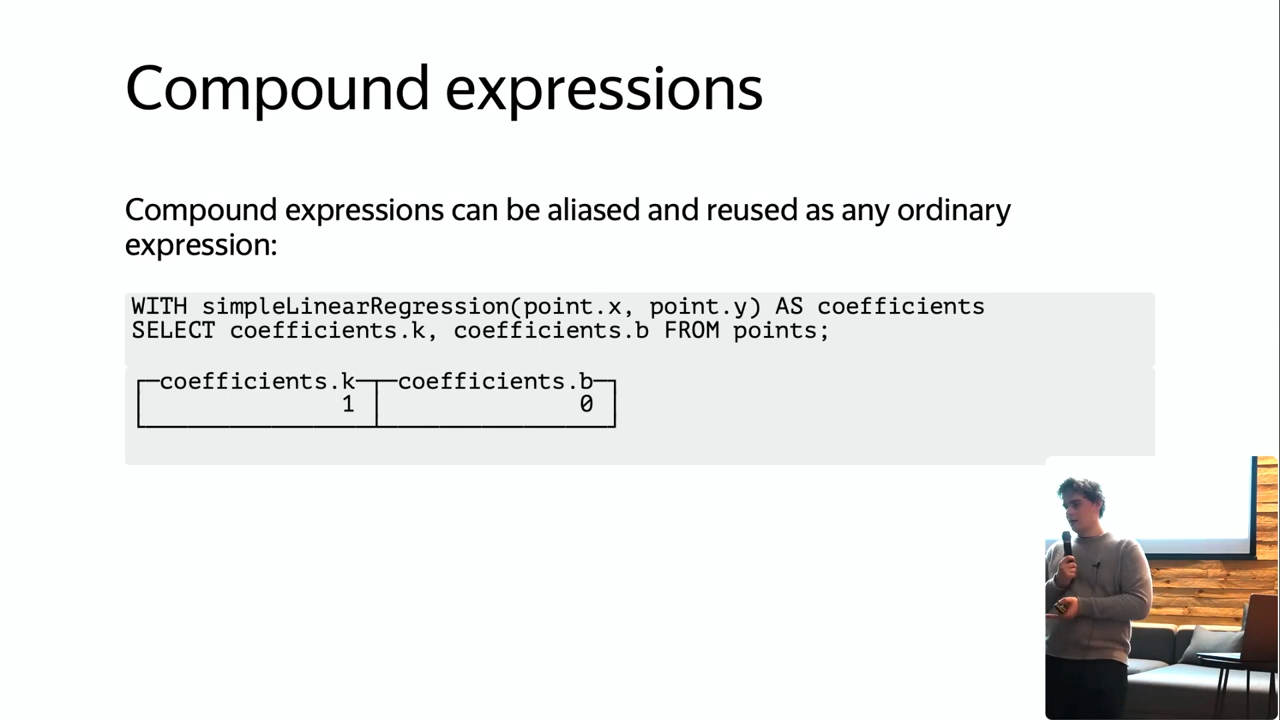 Compound expressions
Compound expressions can be aliased and reused as any ordinary
expression:
WITH simpleLinearRegression(point.x, point.y) AS coefficients
SELECT coefficients.k, coefficients.b FROM points;
┌─coefficients.k─┬─coefficients.b─┐
│              1 │              0 │
└────────────────┴────────────────┘